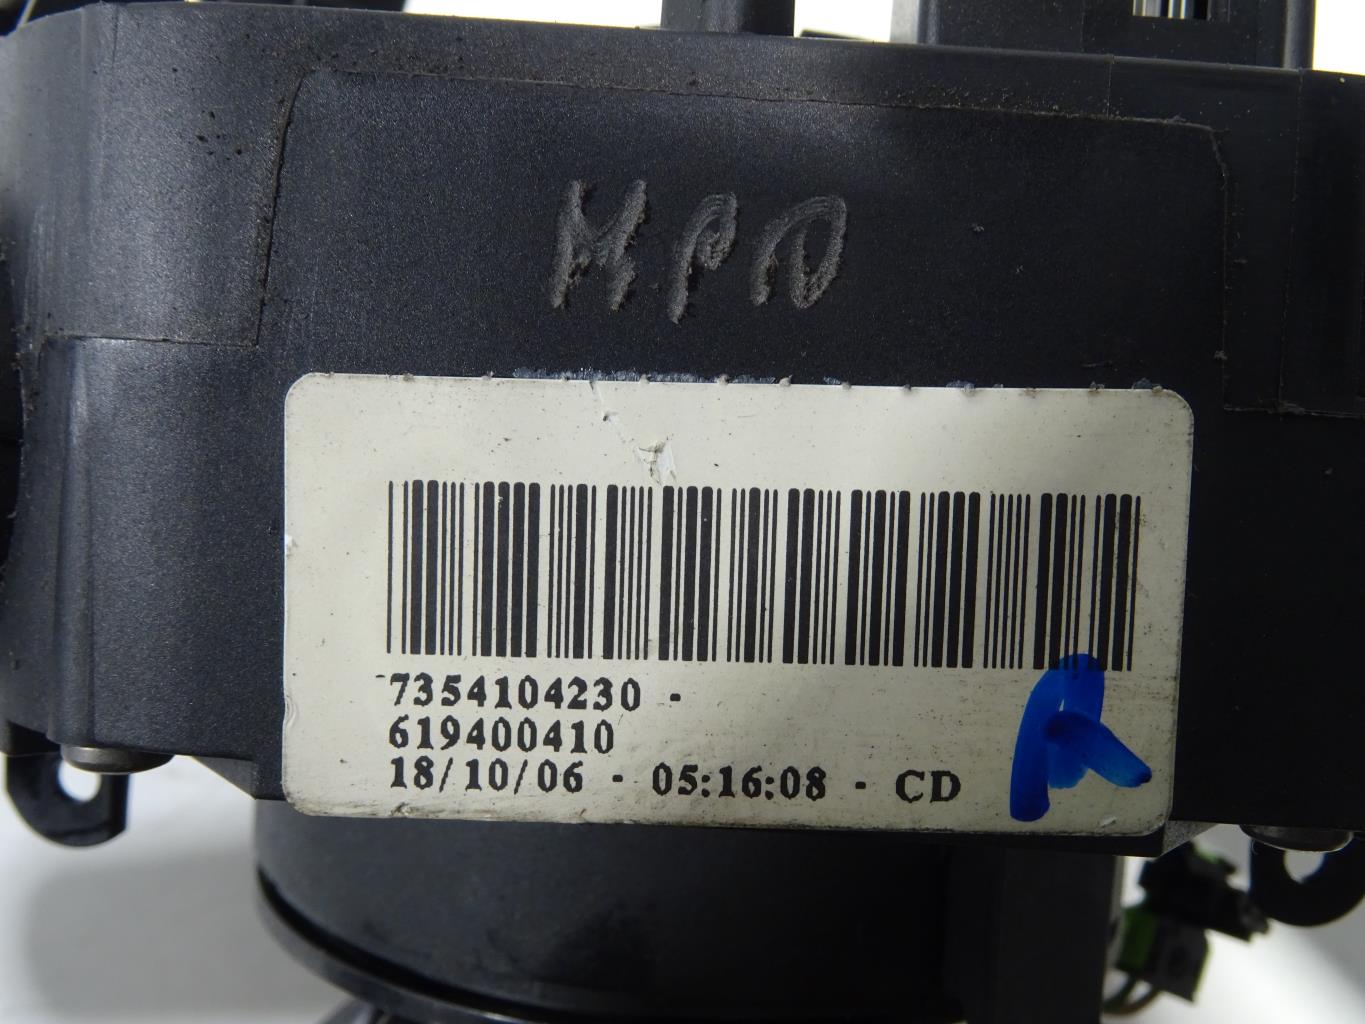 MPD
7354104230 -
619400410
18/10/06 - 05:16:08 - CD
R